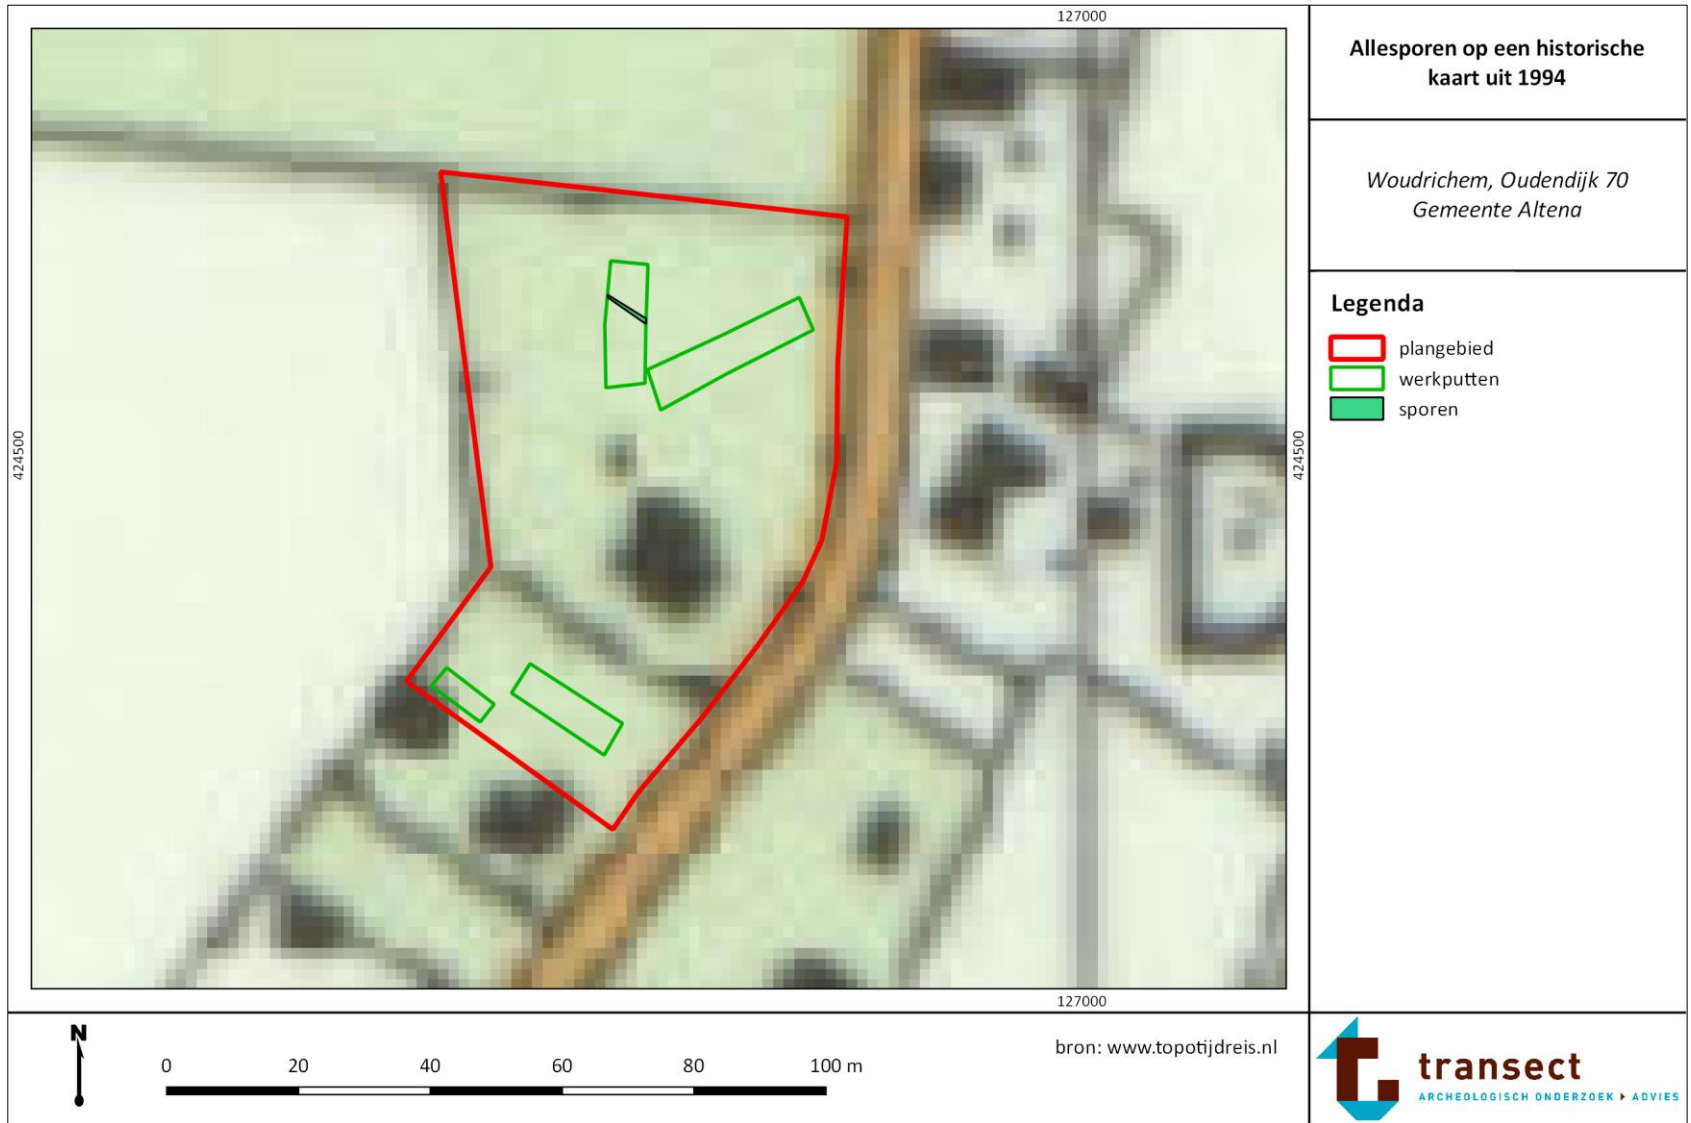 127000
424500
424500
127000
Allesporen op een historische
kaart uit 1994
Woudrichem, Oudendijk 70
Gemeente Altena
Legenda
plangebied
werkputten
sporen
N
0 20 40 60 80 100 m
bron: www.topotijdreis.nl
transect
ARCHEOLOGISCH ONDERZOEK ▸ ADVIES